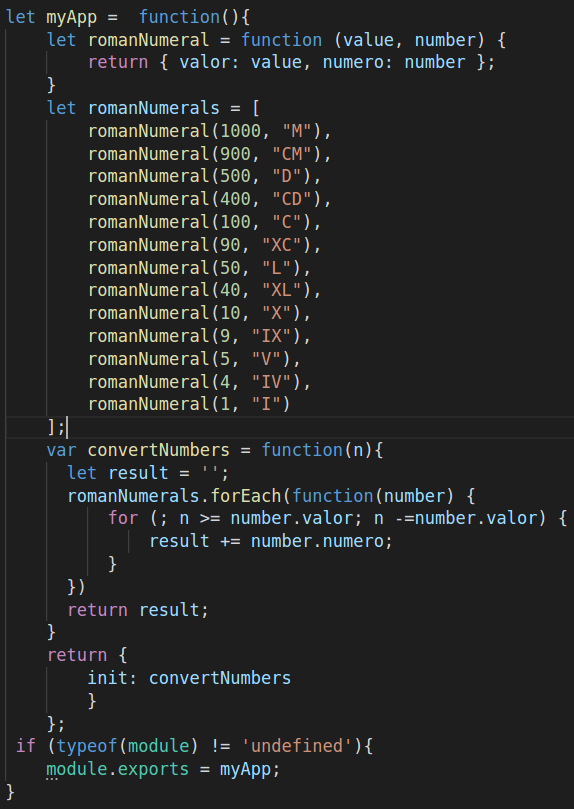 let myApp =  function(){
    let romanNumeral = function (value, number) {
        return { valor: value, numero: number };
    }
    let romanNumerals = [
        romanNumeral(1000, "M"),
        romanNumeral(900, "CM"),
        romanNumeral(500, "D"),
        romanNumeral(400, "CD"),
        romanNumeral(100, "C"),
        romanNumeral(90, "XC"),
        romanNumeral(50, "L"),
        romanNumeral(40, "XL"),
        romanNumeral(10, "X"),
        romanNumeral(9, "IX"),
        romanNumeral(5, "V"),
        romanNumeral(4, "IV"),
        romanNumeral(1, "I")
    ];
    var convertNumbers = function(n){
      let result = '';
      romanNumerals.forEach(function(number) {
          for (; n >= number.valor; n -=number.valor) {
              result += number.numero;
          }
      })
      return result;
    }
    return {
        init: convertNumbers
        }
    };
 if (typeof(module) != 'undefined'){
    module.exports = myApp;
}